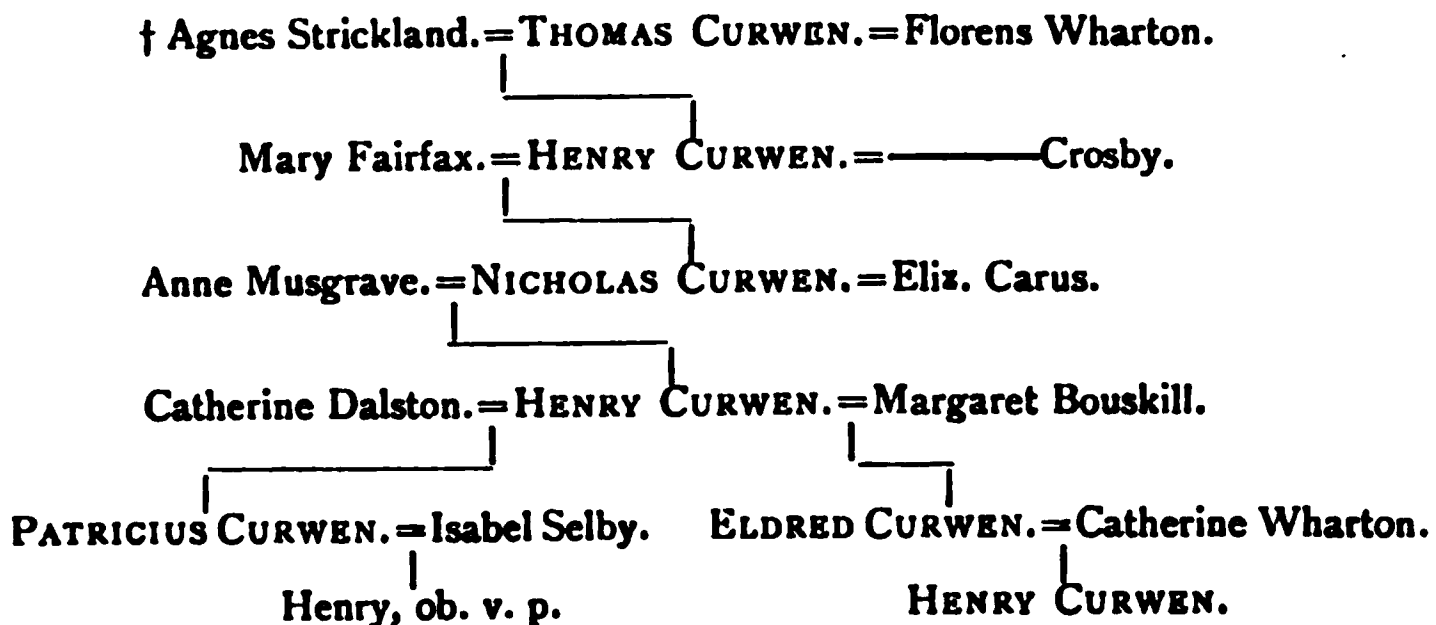 † Agnes Strickland.=THOMAS CURWEN.=Florens Wharton.
Mary Fairfax.=HENRY CURWEN.=———Crosby.
Anne Musgrave.=NICHOLAS CURWEN.=Eliz. Carus.
Catherine Dalston.=HENRY CURWEN.=Margaret Bouskill.
PATRICIUS CURWEN.=Isabel Selby. ELDRED CURWEN.=Catherine Wharton.
Henry, ob. v. p. HENRY CURWEN.